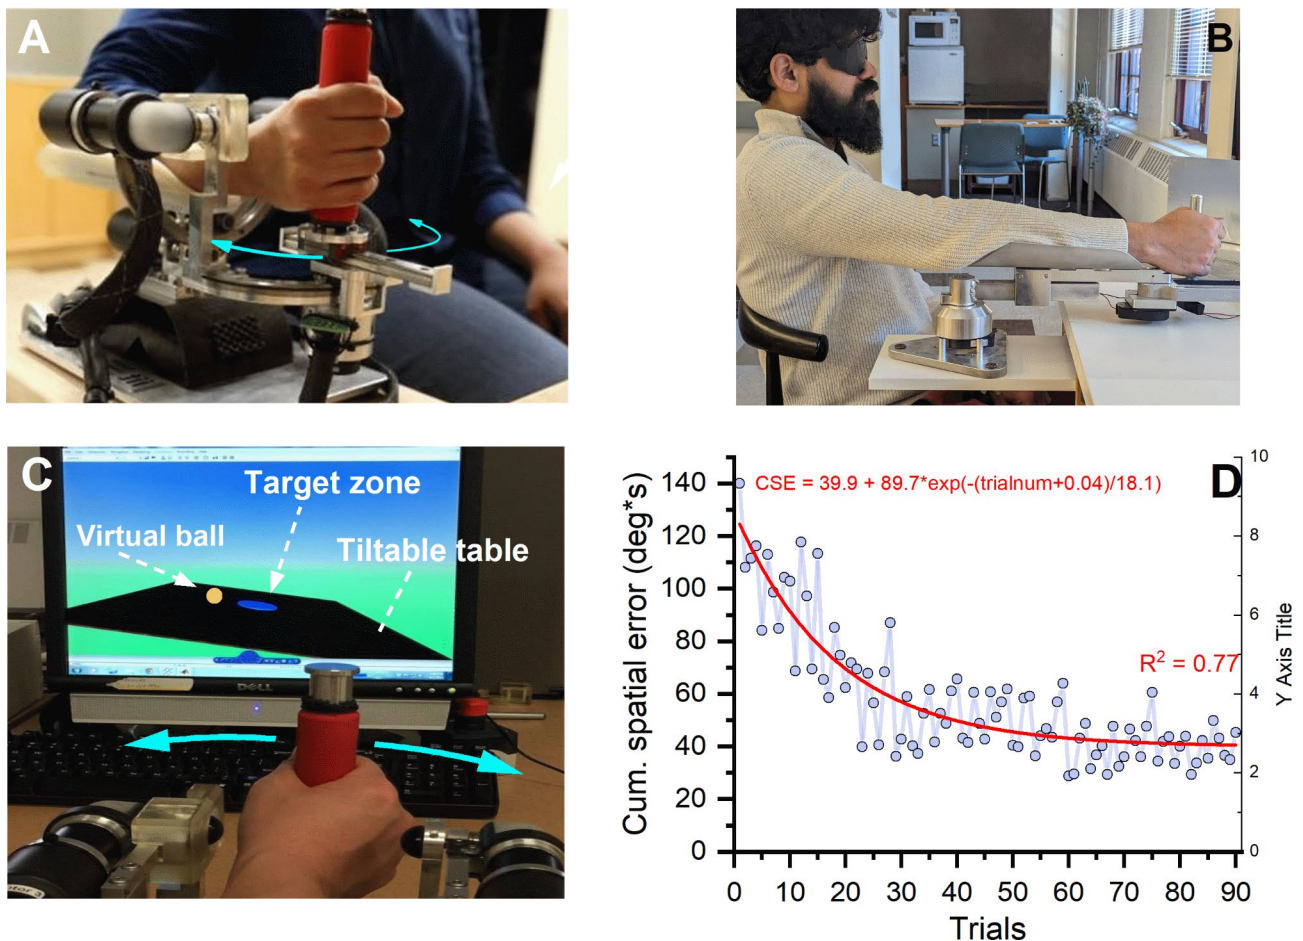 A
B
C
Target zone
Virtual ball
Tiltable table
DELL
D
CSE = 39.9 + 89.7*exp(-(trialnum+0.04)/18.1)
R² = 0.77
Cum. spatial error (deg*s)
140
120
100
80
60
40
20
0
0 10 20 30 40 50 60 70 80 90
Trials
10
8
6
4
2
0
Y Axis Title